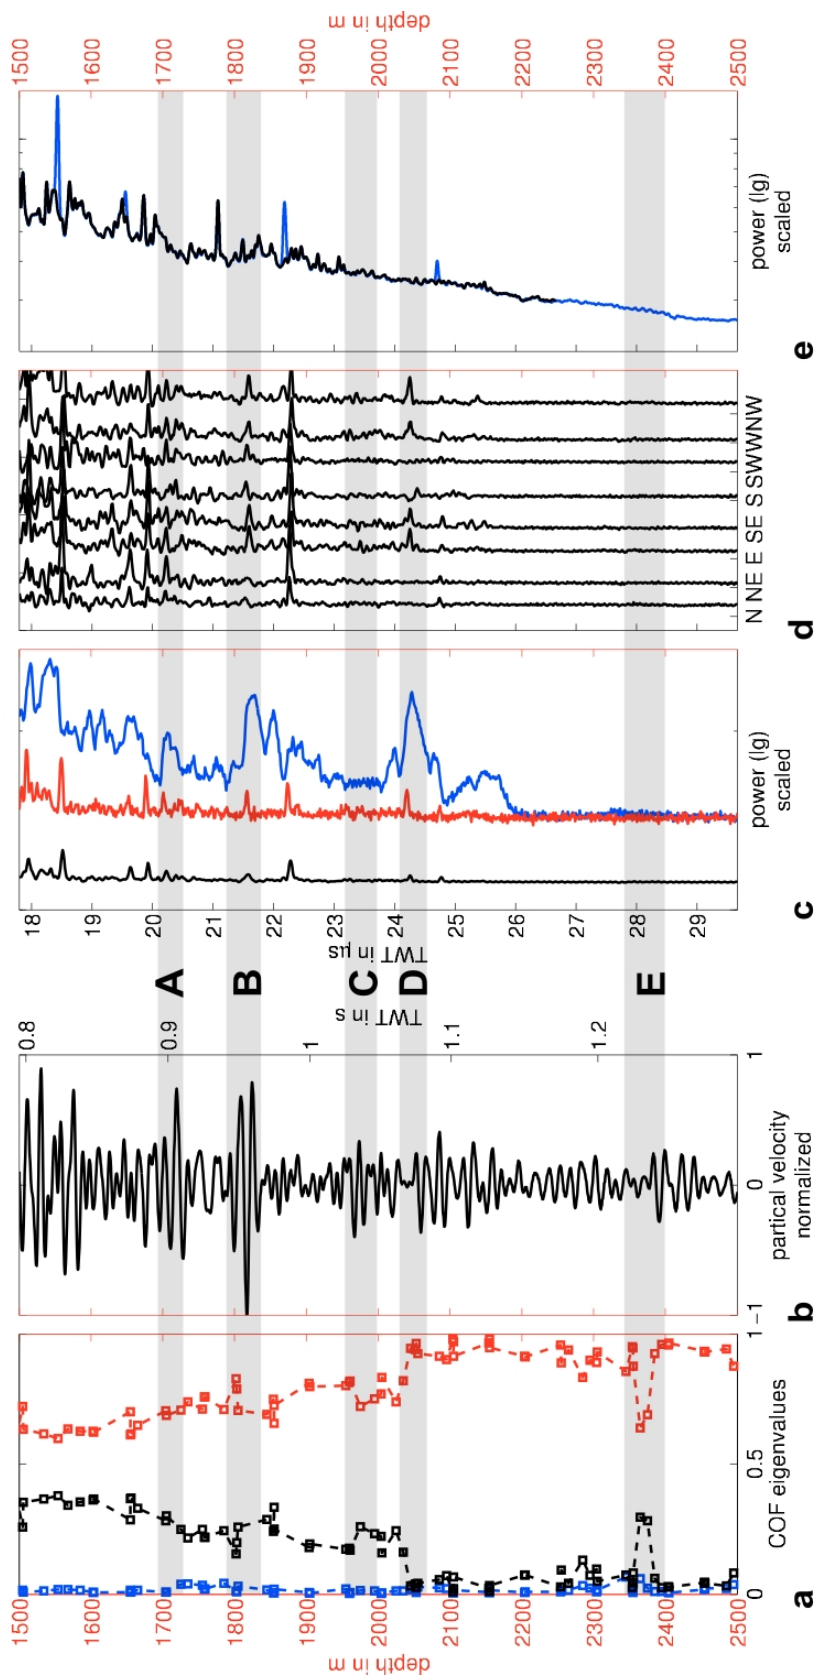 1500
1600
1700
1800
1900
2000
2100
2200
2300
2400
2500
depth in m
0
0.5
1
COF eigenvalues
a
−1
0
1
partical velocity
normalized
b
0.8
0.9
1
1.1
1.2
TWT in s
A
B
C
D
E
18
19
20
21
22
23
24
25
26
27
28
29
TWT in µs
power (lg)
scaled
c
N NE E SE S SW W NW
d
power (lg)
scaled
e
1500
1600
1700
1800
1900
2000
2100
2200
2300
2400
2500
depth in m